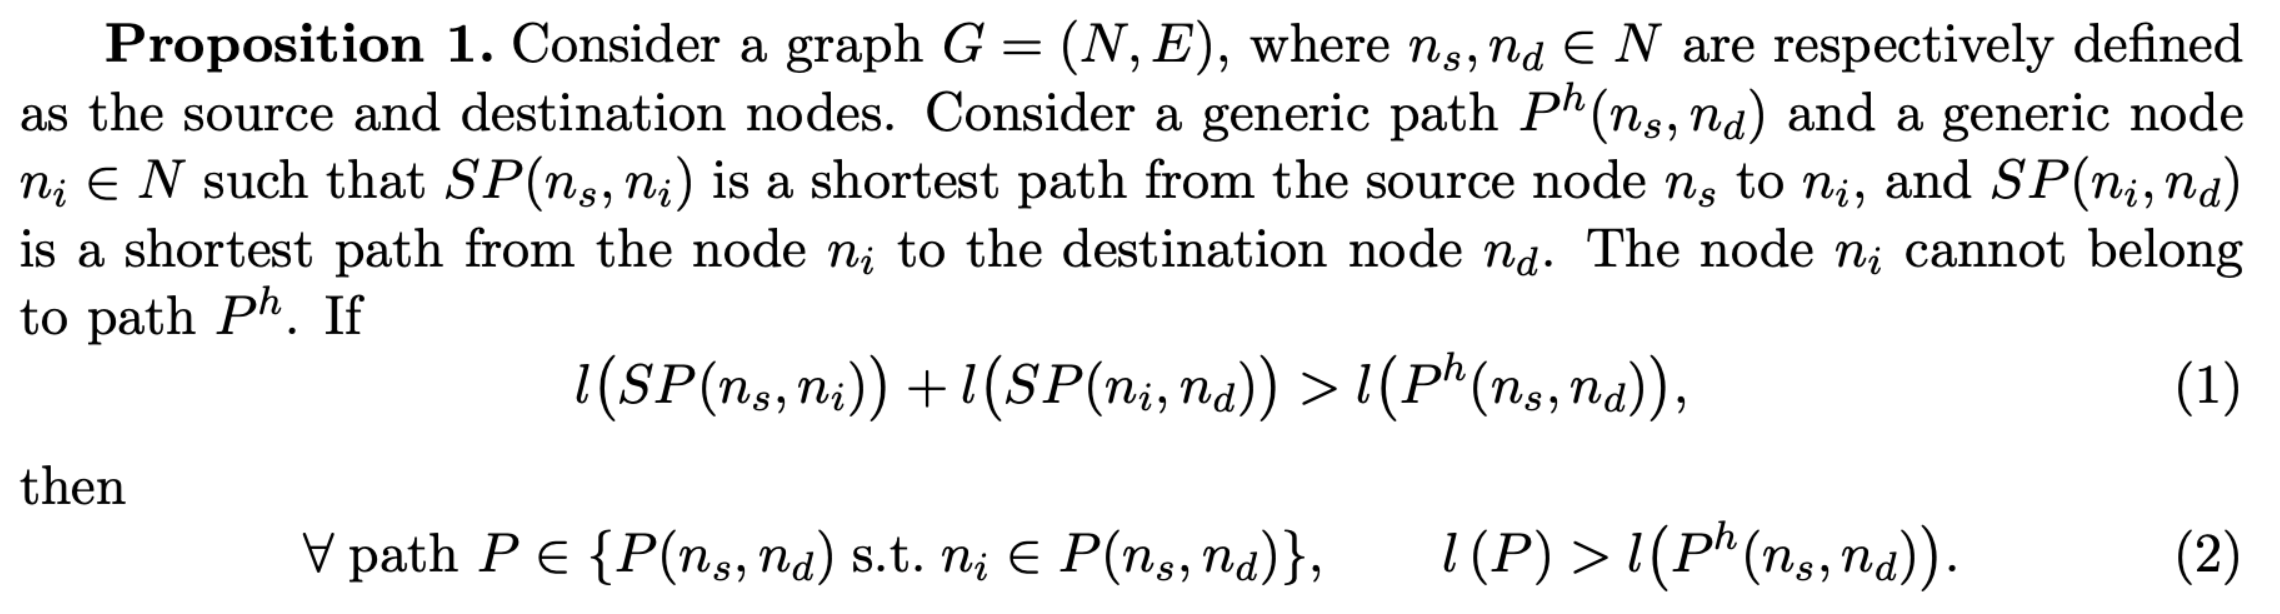 Proposition 1. Consider a graph G = (N, E), where n_s, n_d ∈ N are respectively defined
as the source and destination nodes. Consider a generic path P^h(n_s, n_d) and a generic node
n_i ∈ N such that SP(n_s, n_i) is a shortest path from the source node n_s to n_i, and SP(n_i, n_d)
is a shortest path from the node n_i to the destination node n_d. The node n_i cannot belong
to path P^h. If
l(SP(n_s, n_i)) + l(SP(n_i, n_d)) > l(P^h(n_s, n_d)), (1)
then
∀ path P ∈ {P(n_s, n_d) s.t. n_i ∈ P(n_s, n_d)}, l (P) > l(P^h(n_s, n_d)). (2)